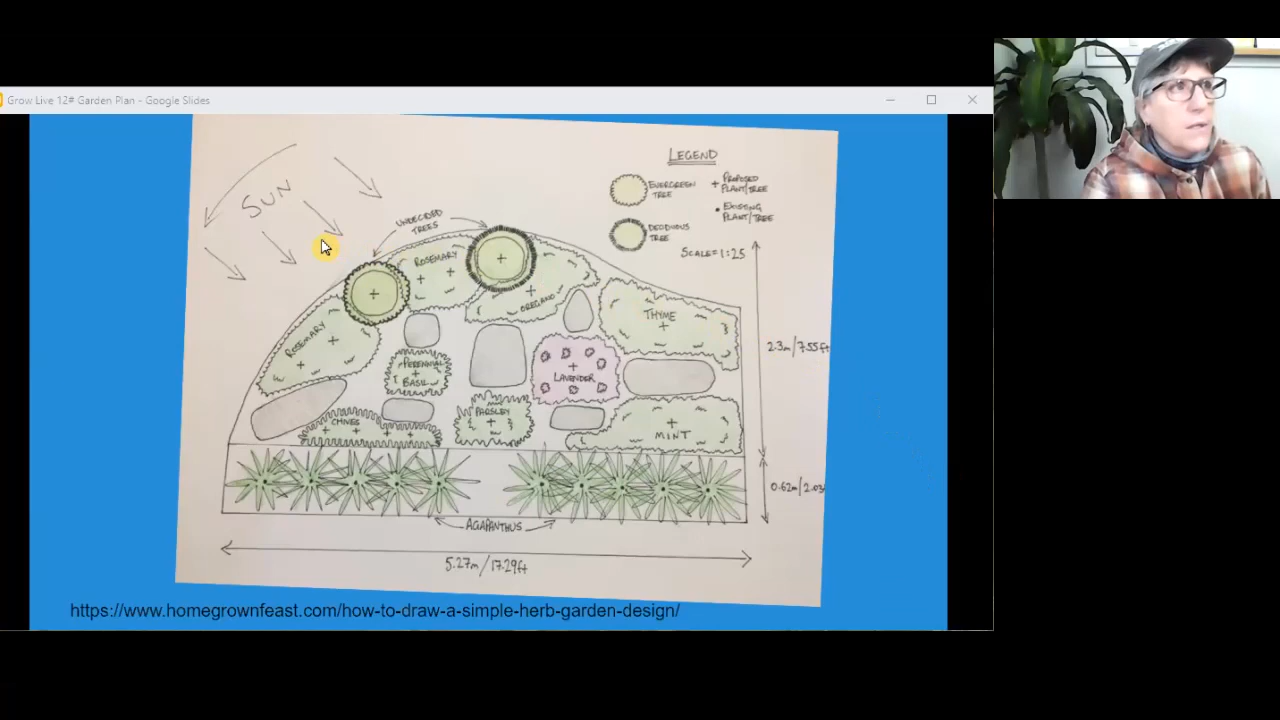 Grow Live 12# Garden Plan - Google Slides
LEGEND
EVERGREEN
TREE
+ PROPOSED
PLANT/TREE
• EXISTING
PLANT/TREE
DECIDUOUS
TREE
SCALE=1:25
SUN
UNDECIDED
TREES
ROSEMARY
OREGANO
THYME
ROSEMARY
PERENNIAL
BASIL
LAVENDER
CHIVES
PARSLEY
MINT
2.3m/7.55ft
0.62m/2.03
AGAPANTHUS
5.27m/17.29ft
https://www.homegrownfeast.com/how-to-draw-a-simple-herb-garden-design/